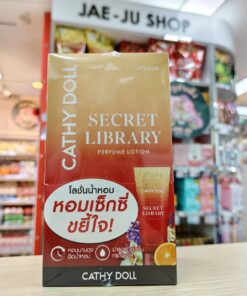 JAE-JU SHOP
CATHY DOLL
SECRET
LIBRARY
PERFUME LOTION
โลชั่นน้ำหอม
หอมเซ็กซี่
ขยี้ใจ!
CATHY DOLL
SECRET
LIBRARY
CATHY DOLL